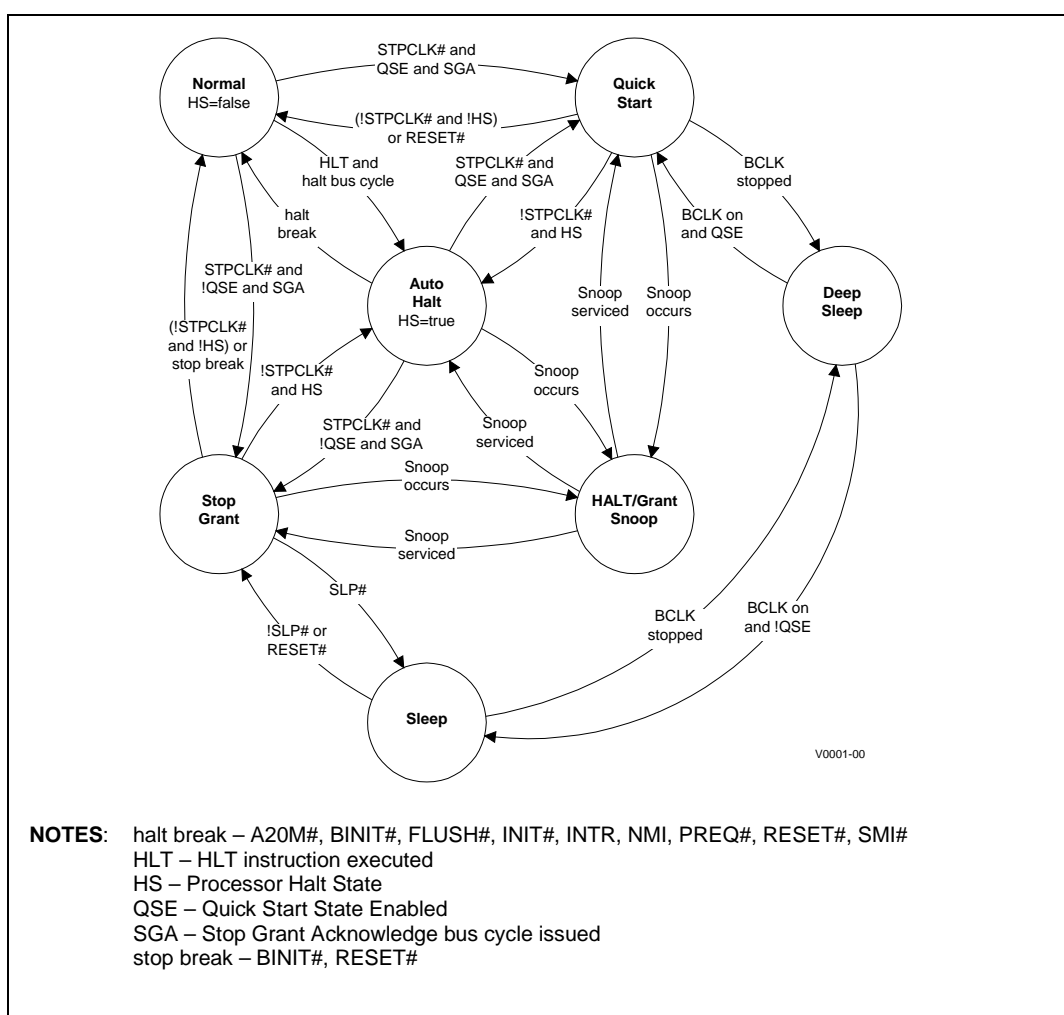 STPCLK# and
QSE and SGA
Normal
HS=false
Quick
Start
(!STPCLK# and !HS)
or RESET#
HLT and
halt bus cycle
STPCLK# and
QSE and SGA
BCLK
stopped
halt
break
!STPCLK#
and HS
BCLK on
and QSE
STPCLK# and
!QSE and SGA
Auto
Halt
HS=true
Snoop
serviced
Snoop
occurs
Deep
Sleep
(!STPCLK#
and !HS) or
stop break
!STPCLK#
and HS
Snoop
occurs
STPCLK# and
!QSE and SGA
Snoop
serviced
Stop
Grant
Snoop
occurs
HALT/Grant
Snoop
Snoop
serviced
SLP#
!SLP# or
RESET#
BCLK
stopped
BCLK on
and !QSE
Sleep
V0001-00
NOTES: halt break – A20M#, BINIT#, FLUSH#, INIT#, INTR, NMI, PREQ#, RESET#, SMI#
HLT – HLT instruction executed
HS – Processor Halt State
QSE – Quick Start State Enabled
SGA – Stop Grant Acknowledge bus cycle issued
stop break – BINIT#, RESET#